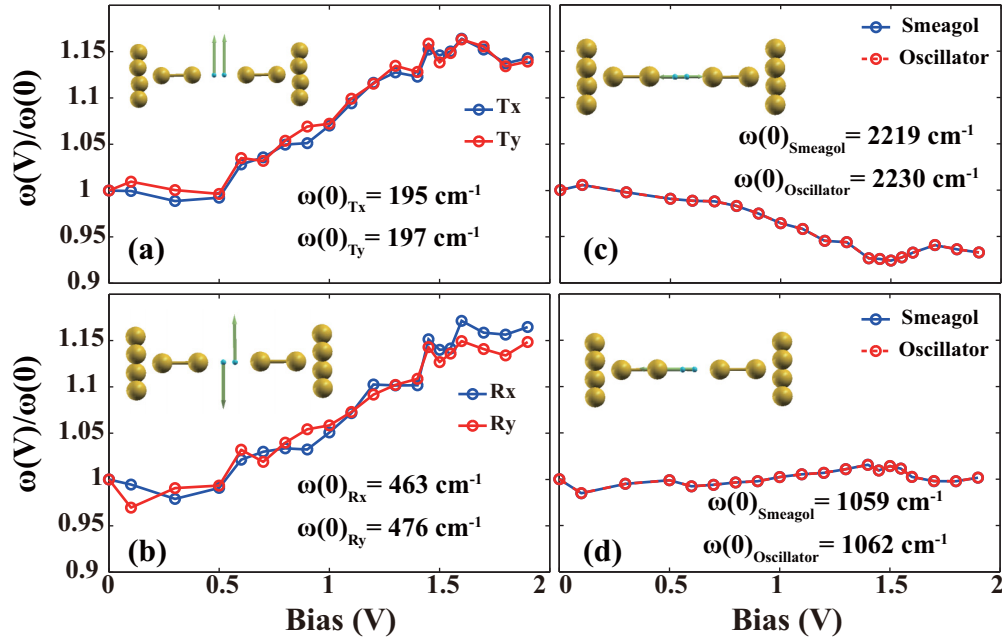 ω(V)/ω(0)
1.15
1.1
1.05
1
0.95
0.9
Tx
Ty
ω(0)Tx= 195 cm-1
ω(0)Ty= 197 cm-1
(a)
Smeagol
Oscillator
ω(0)Smeagol= 2219 cm-1
ω(0)Oscillator= 2230 cm-1
(c)
ω(V)/ω(0)
1.15
1.1
1.05
1
0.95
0.9
Rx
Ry
ω(0)Rx= 463 cm-1
ω(0)Ry= 476 cm-1
(b)
0 0.5 1 1.5 2
Bias (V)
Smeagol
Oscillator
ω(0)Smeagol= 1059 cm-1
ω(0)Oscillator= 1062 cm-1
(d)
0 0.5 1 1.5 2
Bias (V)